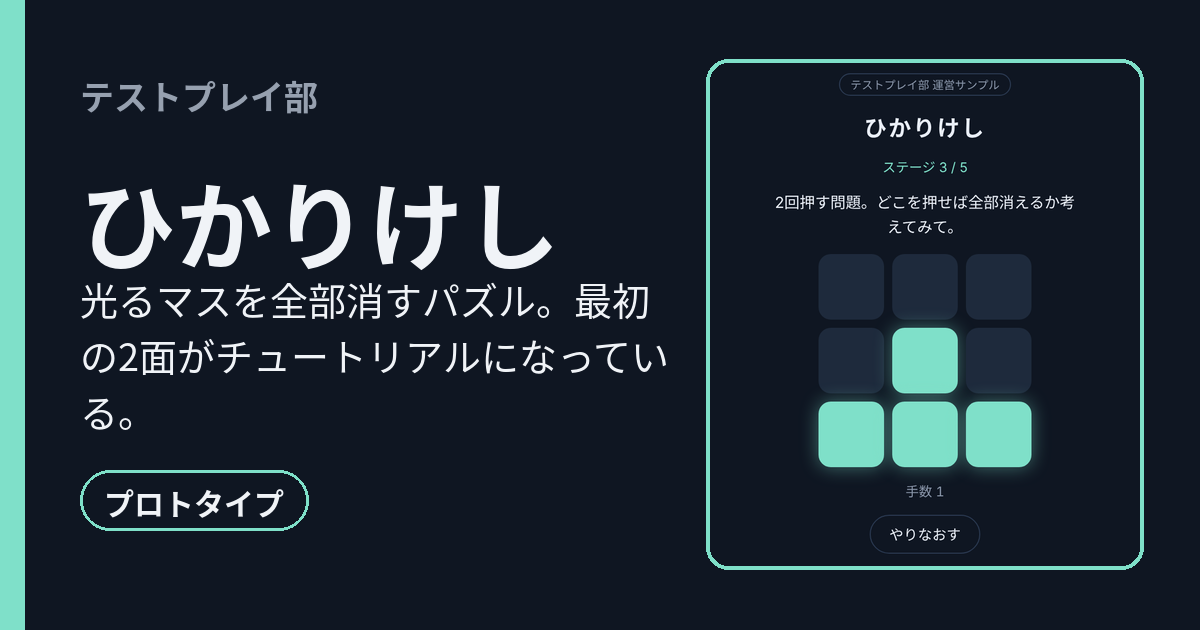 テストプレイ部
ひかりけし
光るマスを全部消すパズル。最初
の2面がチュートリアルになってい
る。
プロトタイプ
テストプレイ部 運営サンプル
ひかりけし
ステージ 3 / 5
2回押す問題。どこを押せば全部消えるか考
えてみて。
手数 1
やりなおす